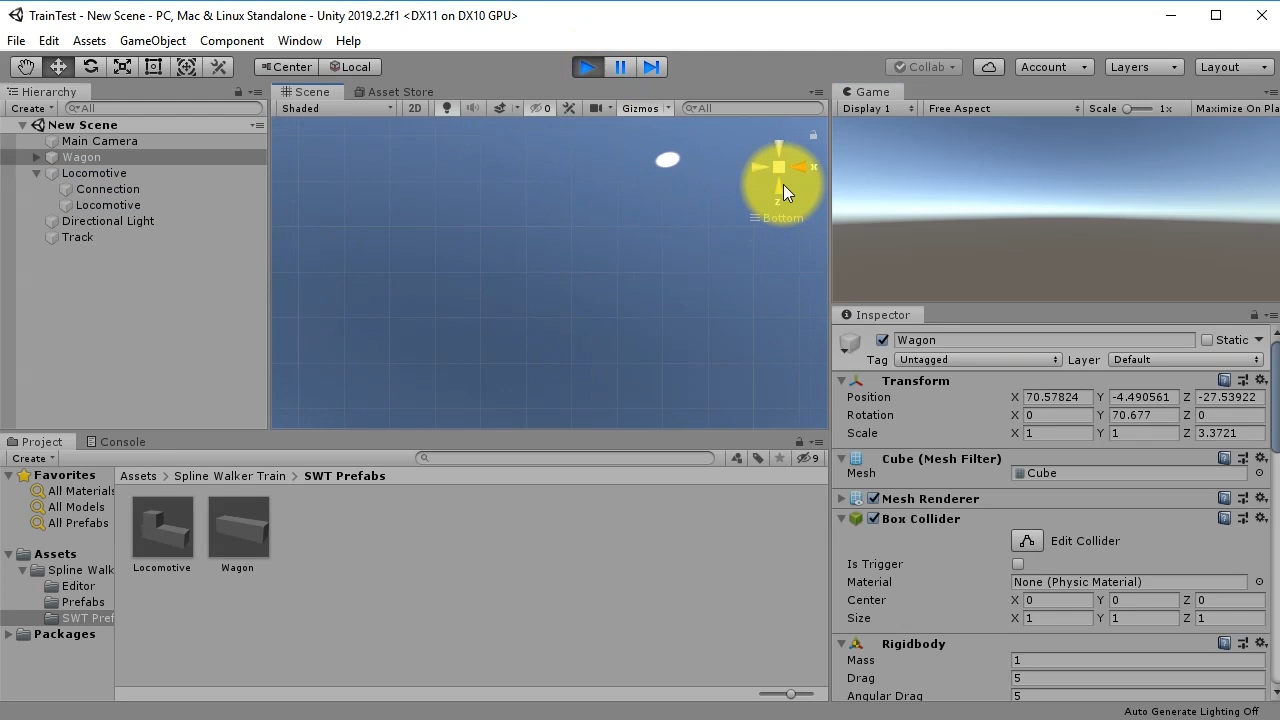 TrainTest - New Scene - PC, Mac & Linux Standalone - Unity 2019.2.2f1 <DX11 on DX10 GPU>
File Edit Assets GameObject Component Window Help
Center Local Collab Account Layers Layout
Hierarchy Scene Asset Store Game
Create All Shaded 2D 0 Gizmos All Display 1 Free Aspect Scale 1x Maximize On Pla
New Scene
Main Camera
Wagon
Locomotive
Connection
Locomotive
Directional Light
Track
x
z
Bottom
Inspector
Wagon Static
Tag Untagged Layer Default
Transform
Position X 70.57824 Y -4.490561 Z -27.53922
Rotation X 0 Y 70.677 Z 0
Scale X 1 Y 1 Z 3.3721
Cube (Mesh Filter)
Mesh Cube
Mesh Renderer
Box Collider
Edit Collider
Is Trigger
Material None (Physic Material)
Center X 0 Y 0 Z 0
Size X 1 Y 1 Z 1
Rigidbody
Mass 1
Drag 5
Angular Drag 5
Project Console
Create 9
Favorites
All Materials
All Models
All Prefabs
Assets
Spline Walk
Editor
Prefabs
SWT Pref
Packages
Assets Spline Walker Train SWT Prefabs
Locomotive Wagon
Auto Generate Lighting Off